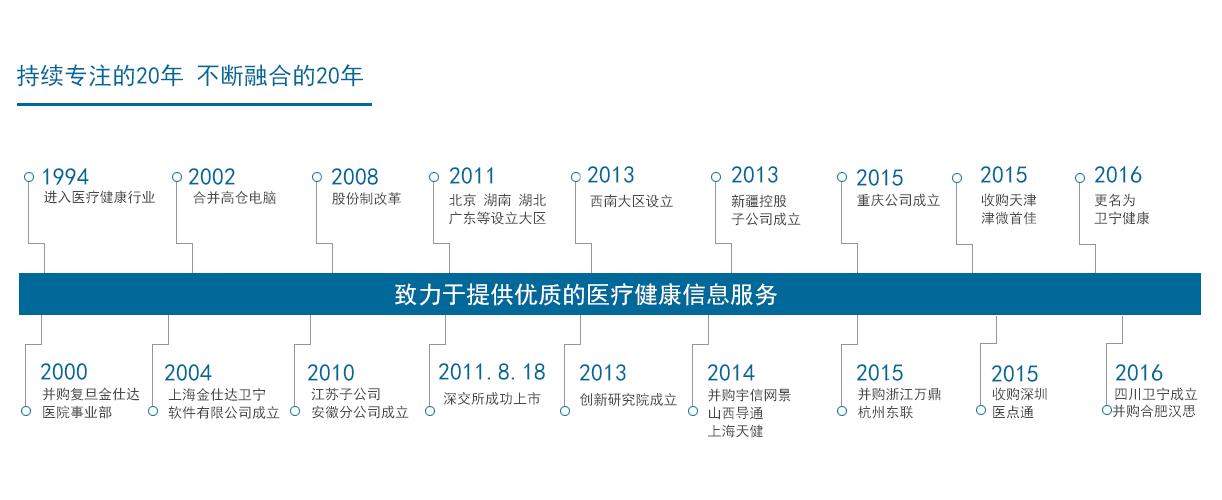 持续专注的20年 不断融合的20年
1994
进入医疗健康行业
2002
合并高仓电脑
2008
股份制改革
2011
北京 湖南 湖北
广东等设立大区
2013
西南大区设立
2013
新疆控股
子公司成立
2015
重庆公司成立
2015
收购天津
津微首佳
2016
更名为
卫宁健康
致力于提供优质的医疗健康信息服务
2000
并购复旦金仕达
医院事业部
2004
上海金仕达卫宁
软件有限公司成立
2010
江苏子公司
安徽分公司成立
2011.8.18
深交所成功上市
2013
创新研究院成立
2014
并购宇信网景
山西导通
上海天健
2015
并购浙江万鼎
杭州东联
2015
收购深圳
医点通
2016
四川卫宁成立
并购合肥汉思